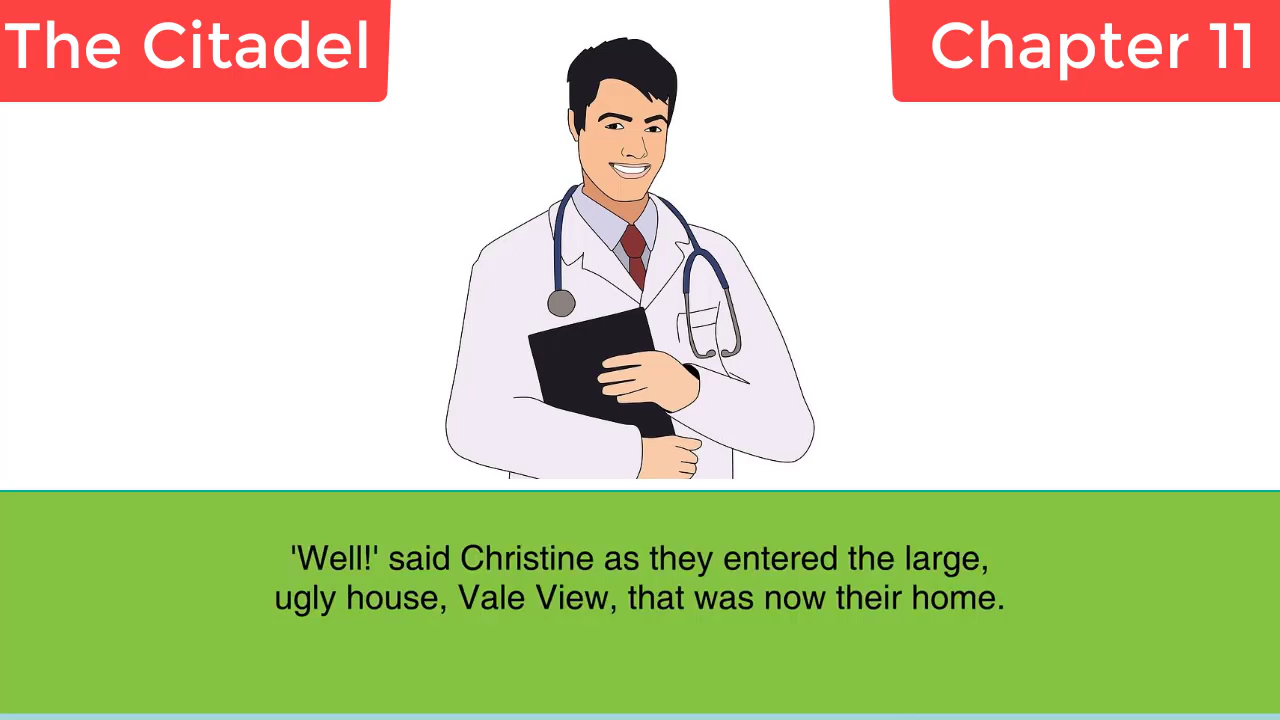 The Citadel
Chapter 11
'Well!' said Christine as they entered the large,
ugly house, Vale View, that was now their home.